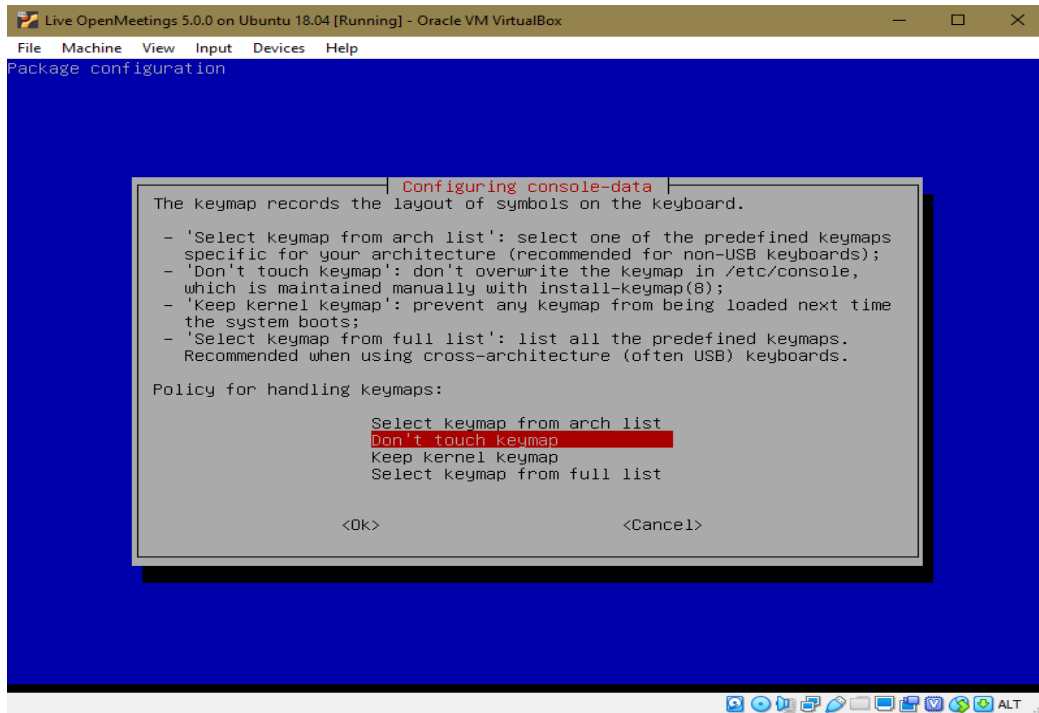 Live OpenMeetings 5.0.0 on Ubuntu 18.04 [Running] - Oracle VM VirtualBox
File Machine View Input Devices Help
Package configuration
Configuring console-data
The keymap records the layout of symbols on the keyboard.
- 'Select keymap from arch list': select one of the predefined keymaps
specific for your architecture (recommended for non-USB keyboards);
- 'Don't touch keymap': don't overwrite the keymap in /etc/console,
which is maintained manually with install-keymap(8);
- 'Keep kernel keymap': prevent any keymap from being loaded next time
the system boots;
- 'Select keymap from full list': list all the predefined keymaps.
Recommended when using cross-architecture (often USB) keyboards.
Policy for handling keymaps:
Select keymap from arch list
Don't touch keymap
Keep kernel keymap
Select keymap from full list
<Ok> <Cancel>
ALT